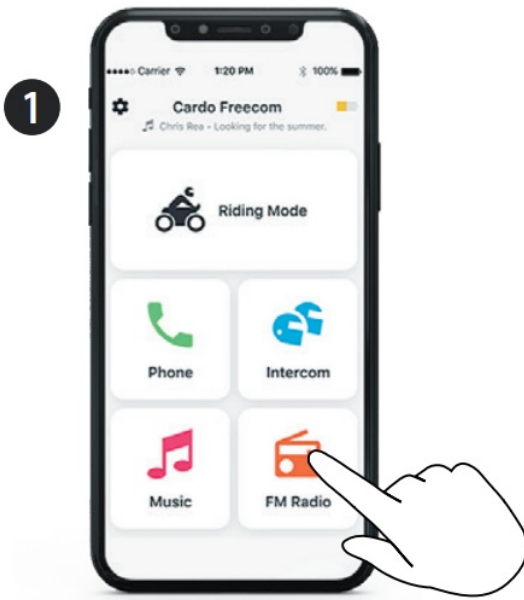 1
Carrier 1:20 PM 100%
Cardo Freecom
Chris Rea - Looking for the summer.
Riding Mode
Phone Intercom
Music FM Radio